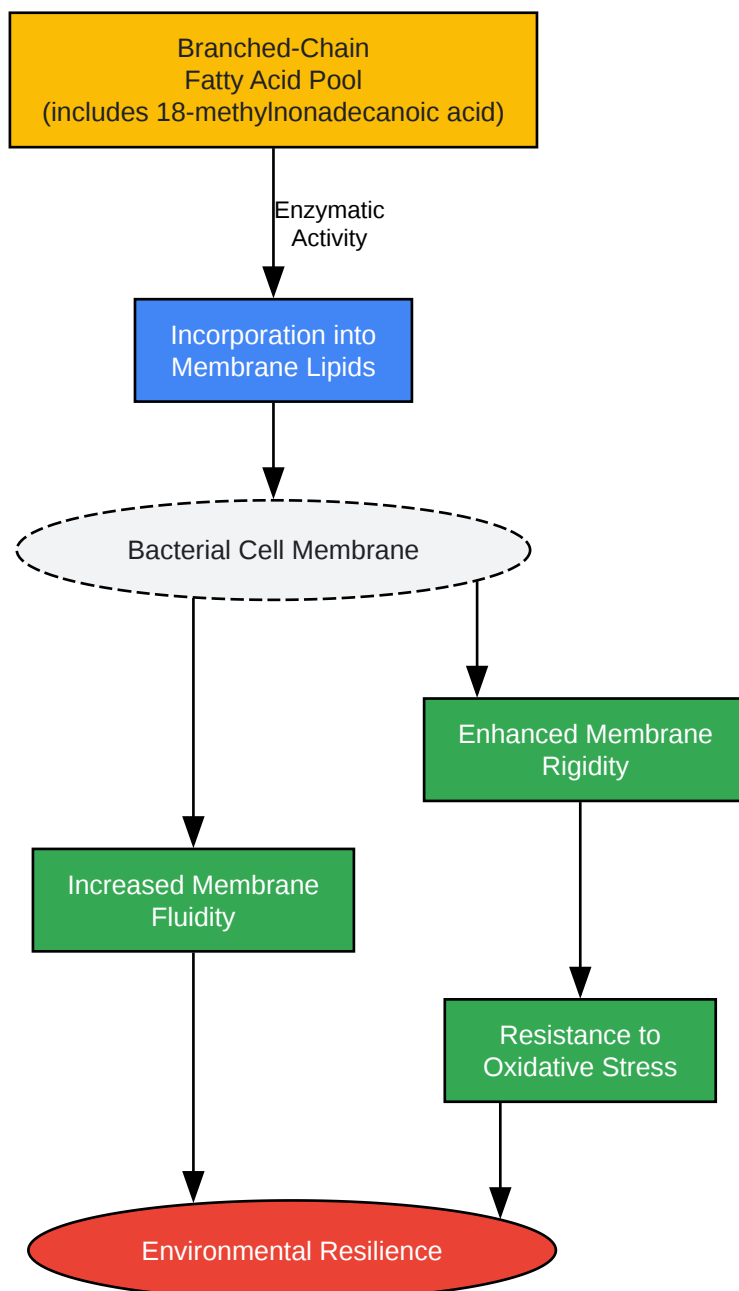 Branched-Chain
Fatty Acid Pool
(includes 18-methylnonadecanoic acid)
Enzymatic
Activity
Incorporation into
Membrane Lipids
Bacterial Cell Membrane
Enhanced Membrane
Rigidity
Increased Membrane
Fluidity
Resistance to
Oxidative Stress
Environmental Resilience